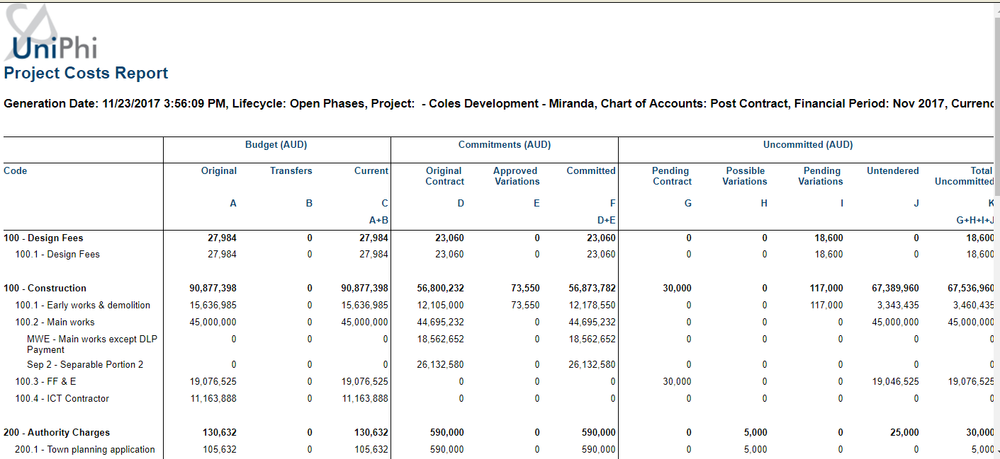 UniPhi
Project Costs Report
Generation Date: 11/23/2017 3:56:09 PM, Lifecycle: Open Phases, Project:  - Coles Development - Miranda, Chart of Accounts: Post Contract, Financial Period: Nov 2017, Currenc
Budget (AUD) Commitments (AUD) Uncommitted (AUD)
Code Original Transfers Current Original Approved Committed Pending Possible Pending Untendered Total
Contract Variations Contract Variations Variations Uncommitted
A B C D E F G H I J K
A+B D+E G+H+I+J
100 - Design Fees 27,984 0 27,984 23,060 0 23,060 0 0 18,600 0 18,600
100.1 - Design Fees 27,984 0 27,984 23,060 0 23,060 0 0 18,600 0 18,600
100 - Construction 90,877,398 0 90,877,398 56,800,232 73,550 56,873,782 30,000 0 117,000 67,389,960 67,536,960
100.1 - Early works & demolition 15,636,985 0 15,636,985 12,105,000 73,550 12,178,550 0 0 117,000 3,343,435 3,460,435
100.2 - Main works 45,000,000 0 45,000,000 44,695,232 0 44,695,232 0 0 0 45,000,000 45,000,000
MWE - Main works except DLP 0 0 0 18,562,652 0 18,562,652 0 0 0 0 0
Payment
Sep 2 - Separable Portion 2 0 0 0 26,132,580 0 26,132,580 0 0 0 0 0
100.3 - FF & E 19,076,525 0 19,076,525 0 0 0 30,000 0 0 19,046,525 19,076,525
100.4 - ICT Contractor 11,163,888 0 11,163,888 0 0 0 0 0 0 0 0
200 - Authority Charges 130,632 0 130,632 590,000 0 590,000 0 5,000 0 25,000 30,000
200.1 - Town planning application 105,632 0 105,632 590,000 0 590,000 0 5,000 0 0 5,000